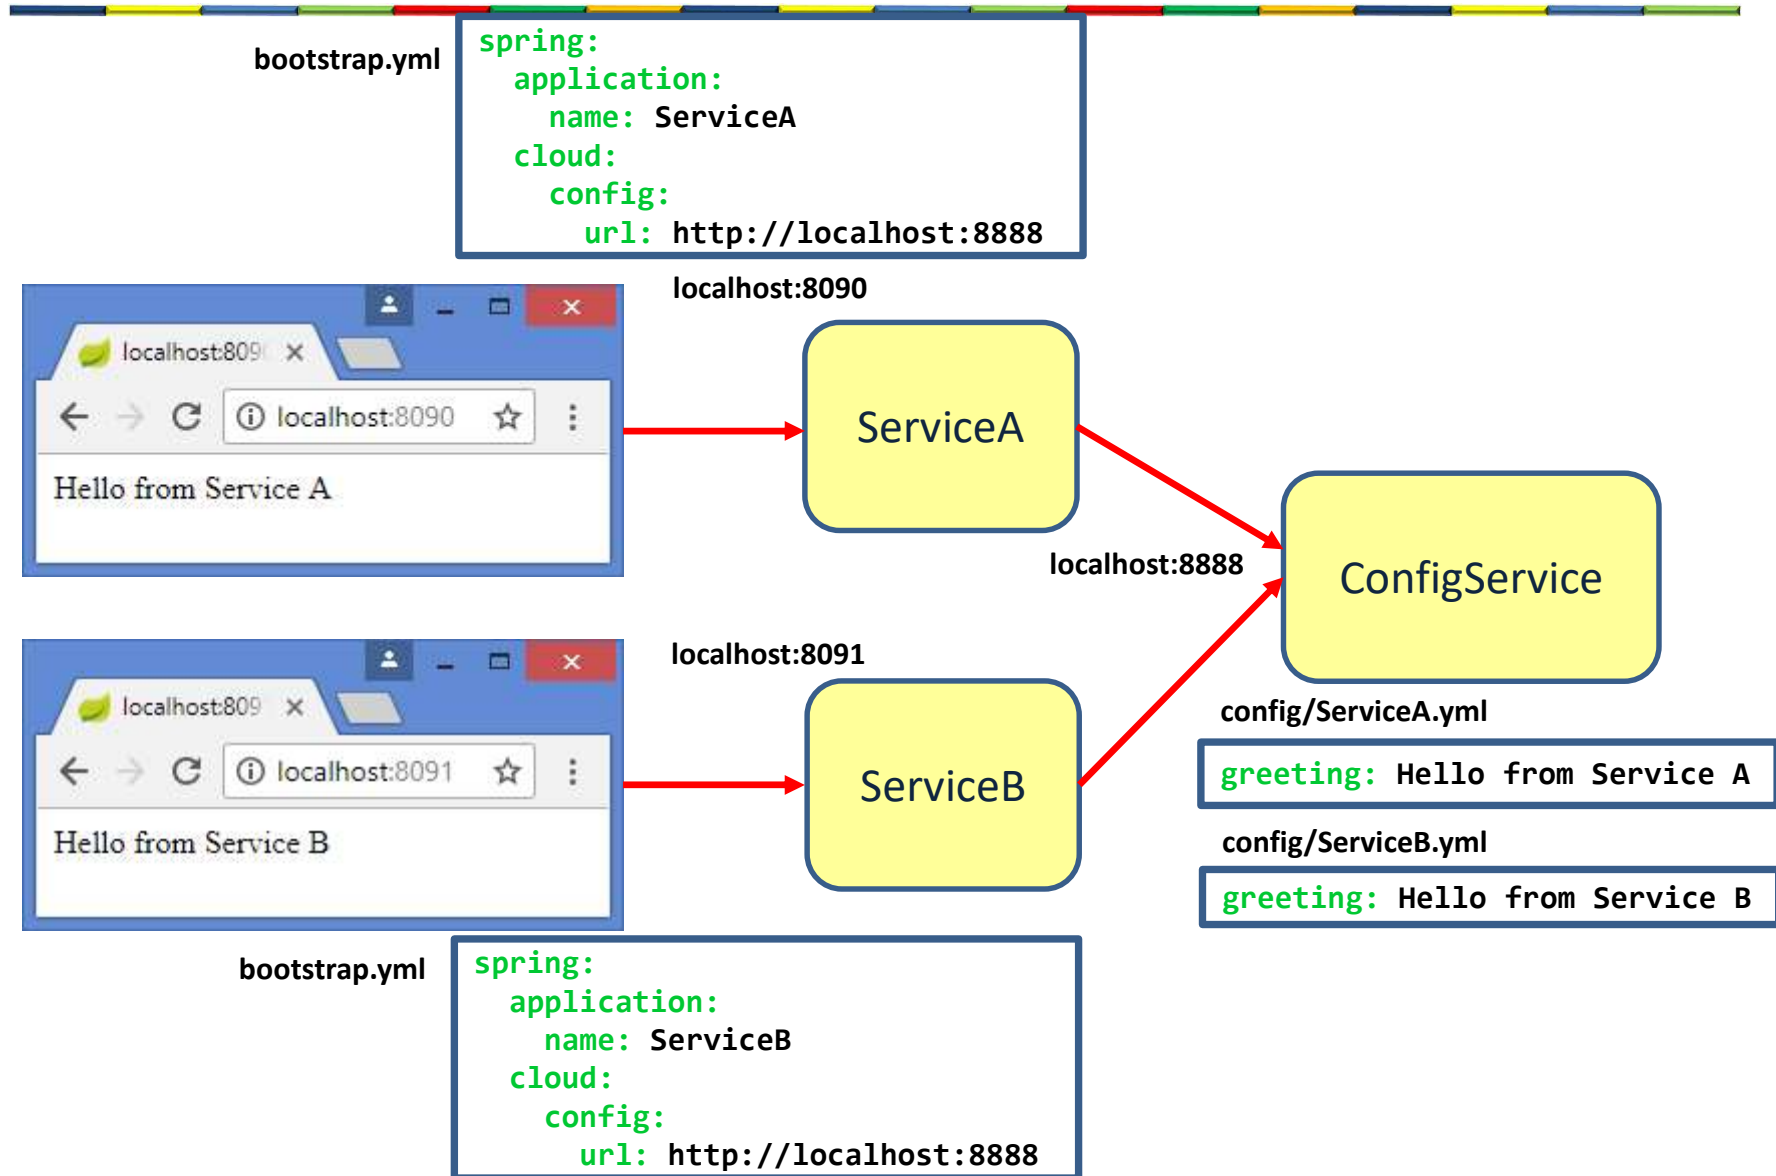 bootstrap.yml
spring:
  application:
    name: ServiceA
  cloud:
    config:
      url: http://localhost:8888
localhost:8090
localhost:809
localhost:8090
Hello from Service A
ServiceA
localhost:8888
ConfigService
localhost:8091
localhost:809
localhost:8091
Hello from Service B
ServiceB
config/ServiceA.yml
greeting: Hello from Service A
config/ServiceB.yml
greeting: Hello from Service B
bootstrap.yml
spring:
  application:
    name: ServiceB
  cloud:
    config:
      url: http://localhost:8888